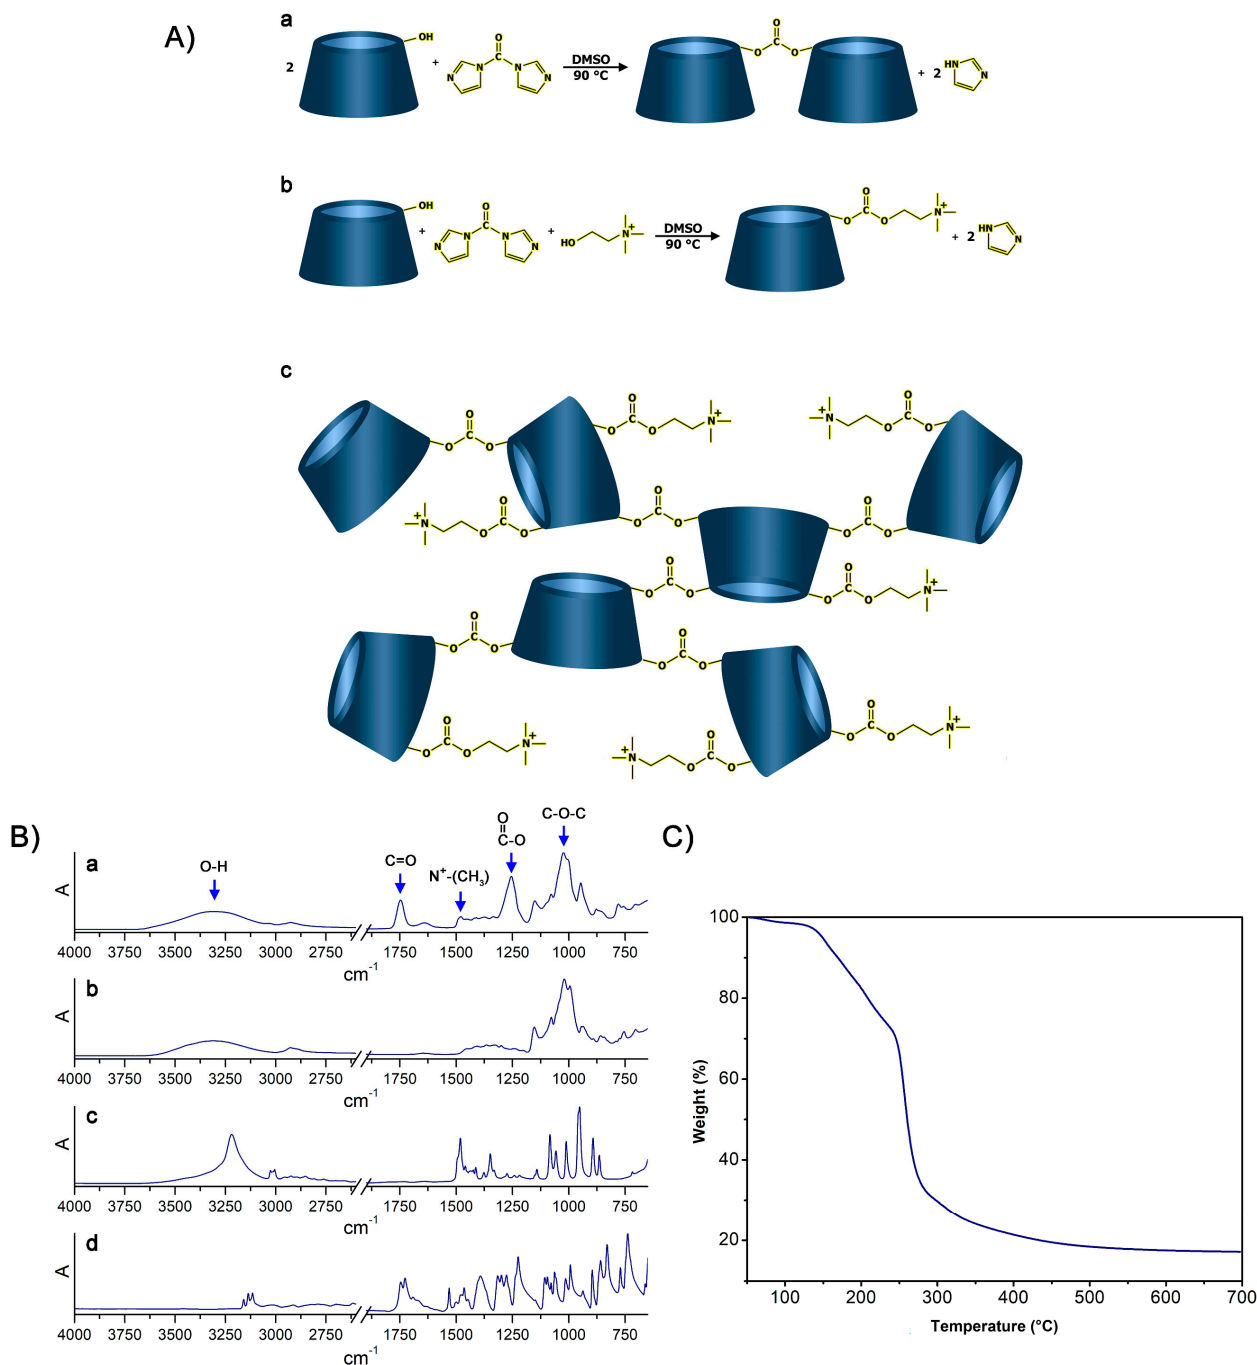 A)
a
2
OH
+
O
N
N
N
N
DMSO
90 °C
O
O
O
+ 2
HN
N
b
OH
+
O
N
N
N
N
+
HO
N+
DMSO
90 °C
O
O
O
N+
+ 2
HN
N
c
O
O
O
O
O
O
N+
O
O
O
N+
O
O
O
N+
O
O
O
O
O
O
O
O
O
O
O
O
N+
O
O
O
O
O
O
O
O
O
N+
O
O
O
N+
O
O
O
N+
B)
a
A
O-H
C=O
N+-(CH3)
O
C-O
C-O-C
4000 3750 3500 3250 3000 2750 1750 1500 1250 1000 750
cm-1
b
A
4000 3750 3500 3250 3000 2750 1750 1500 1250 1000 750
cm-1
c
A
4000 3750 3500 3250 3000 2750 1750 1500 1250 1000 750
cm-1
d
A
4000 3750 3500 3250 3000 2750 1750 1500 1250 1000 750
cm-1
C)
Weight (%)
100
80
60
40
20
100 200 300 400 500 600 700
Temperature (°C)